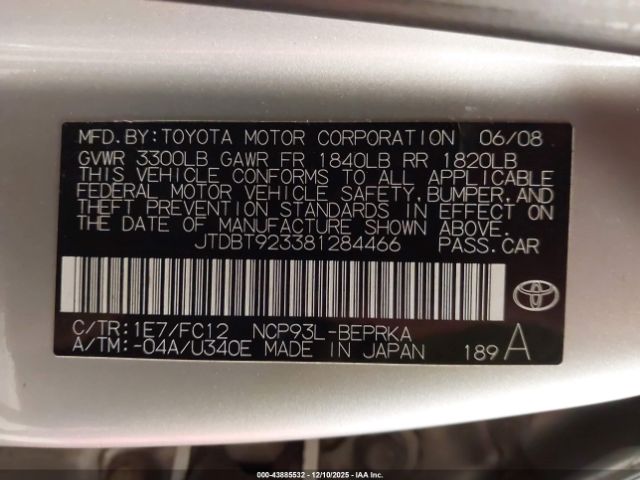 MFD. BY: TOYOTA MOTOR CORPORATION 06/08
GVWR 3300LB GAWR FR 1840LB RR 1820LB
THIS VEHICLE CONFORMS TO ALL APPLICABLE
FEDERAL MOTOR VEHICLE SAFETY, BUMPER, AND
THEFT PREVENTION STANDARDS IN EFFECT ON
THE DATE OF MANUFACTURE SHOWN ABOVE.
JTDBT923381284466 PASS. CAR
C/TR: 1E7/FC12 NCP93L-BEPRKA
A/TM: -04A/U340E MADE IN JAPAN 189 A
000-43885532 - 12/10/2025 - IAA Inc.